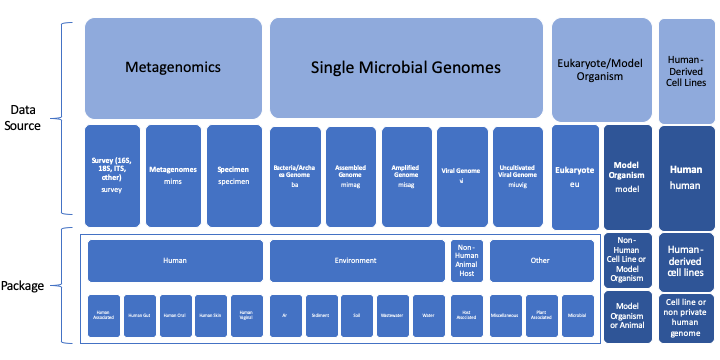 Metagenomics
Single Microbial Genomes
Eukaryote/Model
Organism
Human-
Derived
Cell Lines
Data
Source
Survey (16S,
18S, ITS,
other)
survey
Metagenomes
mims
Specimen
specimen
Bacteria/Archa
ea Genome
ba
Assembled
Genome
mimag
Amplified
Genome
misag
Viral Genome
vi
Uncultivated
Viral Genome
miuvig
Eukaryote
eu
Model
Organism
model
Human
human
Package
Human
Environment
Non-
Human
Animal
Host
Other
Non-
Human
Cell Line or
Model
Organism
Human-
derived
cell lines
Human
Associated
Human Gut
Human Oral
Human Skin
Human
Vaginal
Air
Sediment
Soil
Wastewater
Water
Host
Associated
Miscellaneous
Plant
Associated
Microbial
Model
Organism
or Animal
Cell line or
non private
human
genome